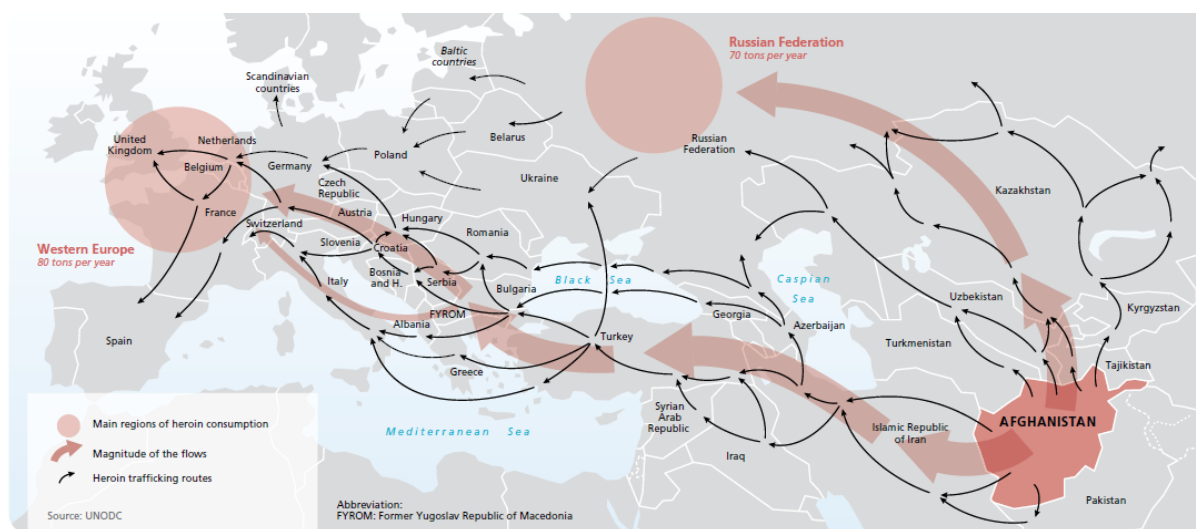 Baltic
countries
Russian Federation
70 tons per year
Scandinavian
countries
United
Kingdom
Netherlands
Belgium
Germany
Poland
Belarus
Russian
Federation
Ukraine
Kazakhstan
Czech
Republic
France
Austria
Switzerland
Hungary
Romania
Slovenia
Croatia
Western Europe
80 tons per year
Bosnia
and H.
Serbia
Italy
Bulgaria
Black Sea
Caspian
Sea
Uzbekistan
Kyrgyzstan
FYROM
Albania
Georgia
Azerbaijan
Spain
Turkey
Turkmenistan
Tajikistan
Greece
Syrian
Arab
Republic
Mediterranean Sea
Islamic Republic
of Iran
AFGHANISTAN
Iraq
Pakistan
Main regions of heroin consumption
Magnitude of the flows
Heroin trafficking routes
Source: UNODC
Abbreviation:
FYROM: Former Yugoslav Republic of Macedonia